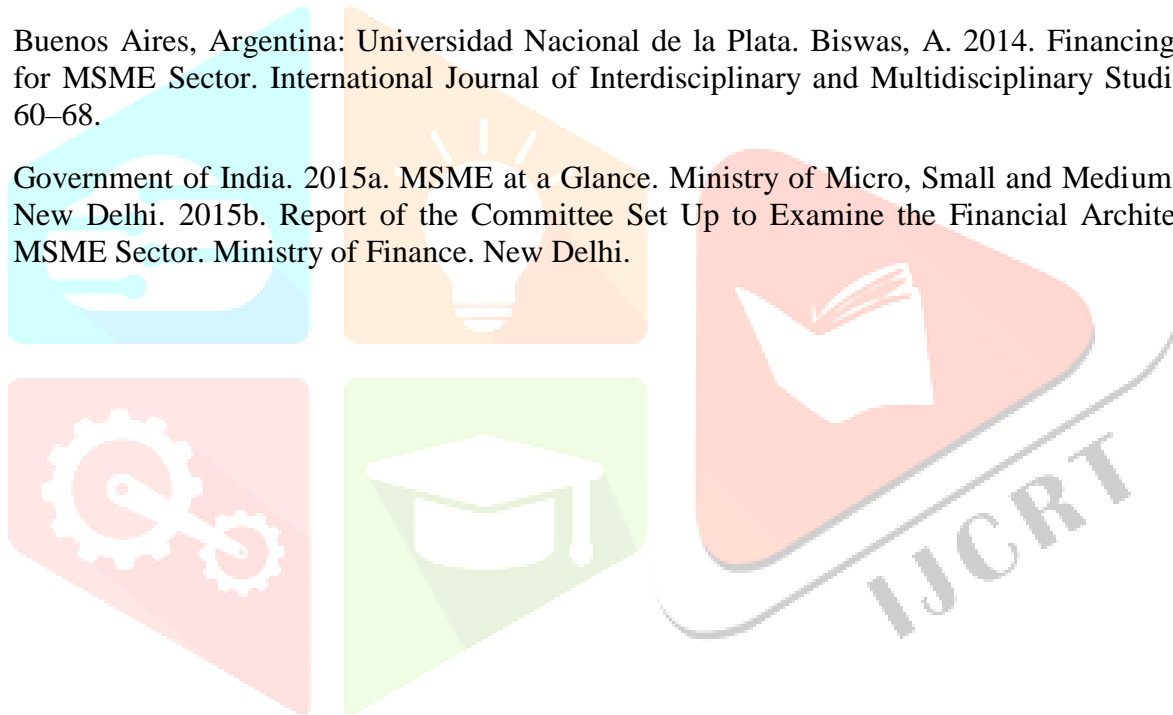 Buenos Aires, Argentina: Universidad Nacional de la Plata. Biswas, A. 2014. Financing
for MSME Sector. International Journal of Interdisciplinary and Multidisciplinary Studi
60–68.
Government of India. 2015a. MSME at a Glance. Ministry of Micro, Small and Medium
New Delhi. 2015b. Report of the Committee Set Up to Examine the Financial Archite
MSME Sector. Ministry of Finance. New Delhi.
IJCRT